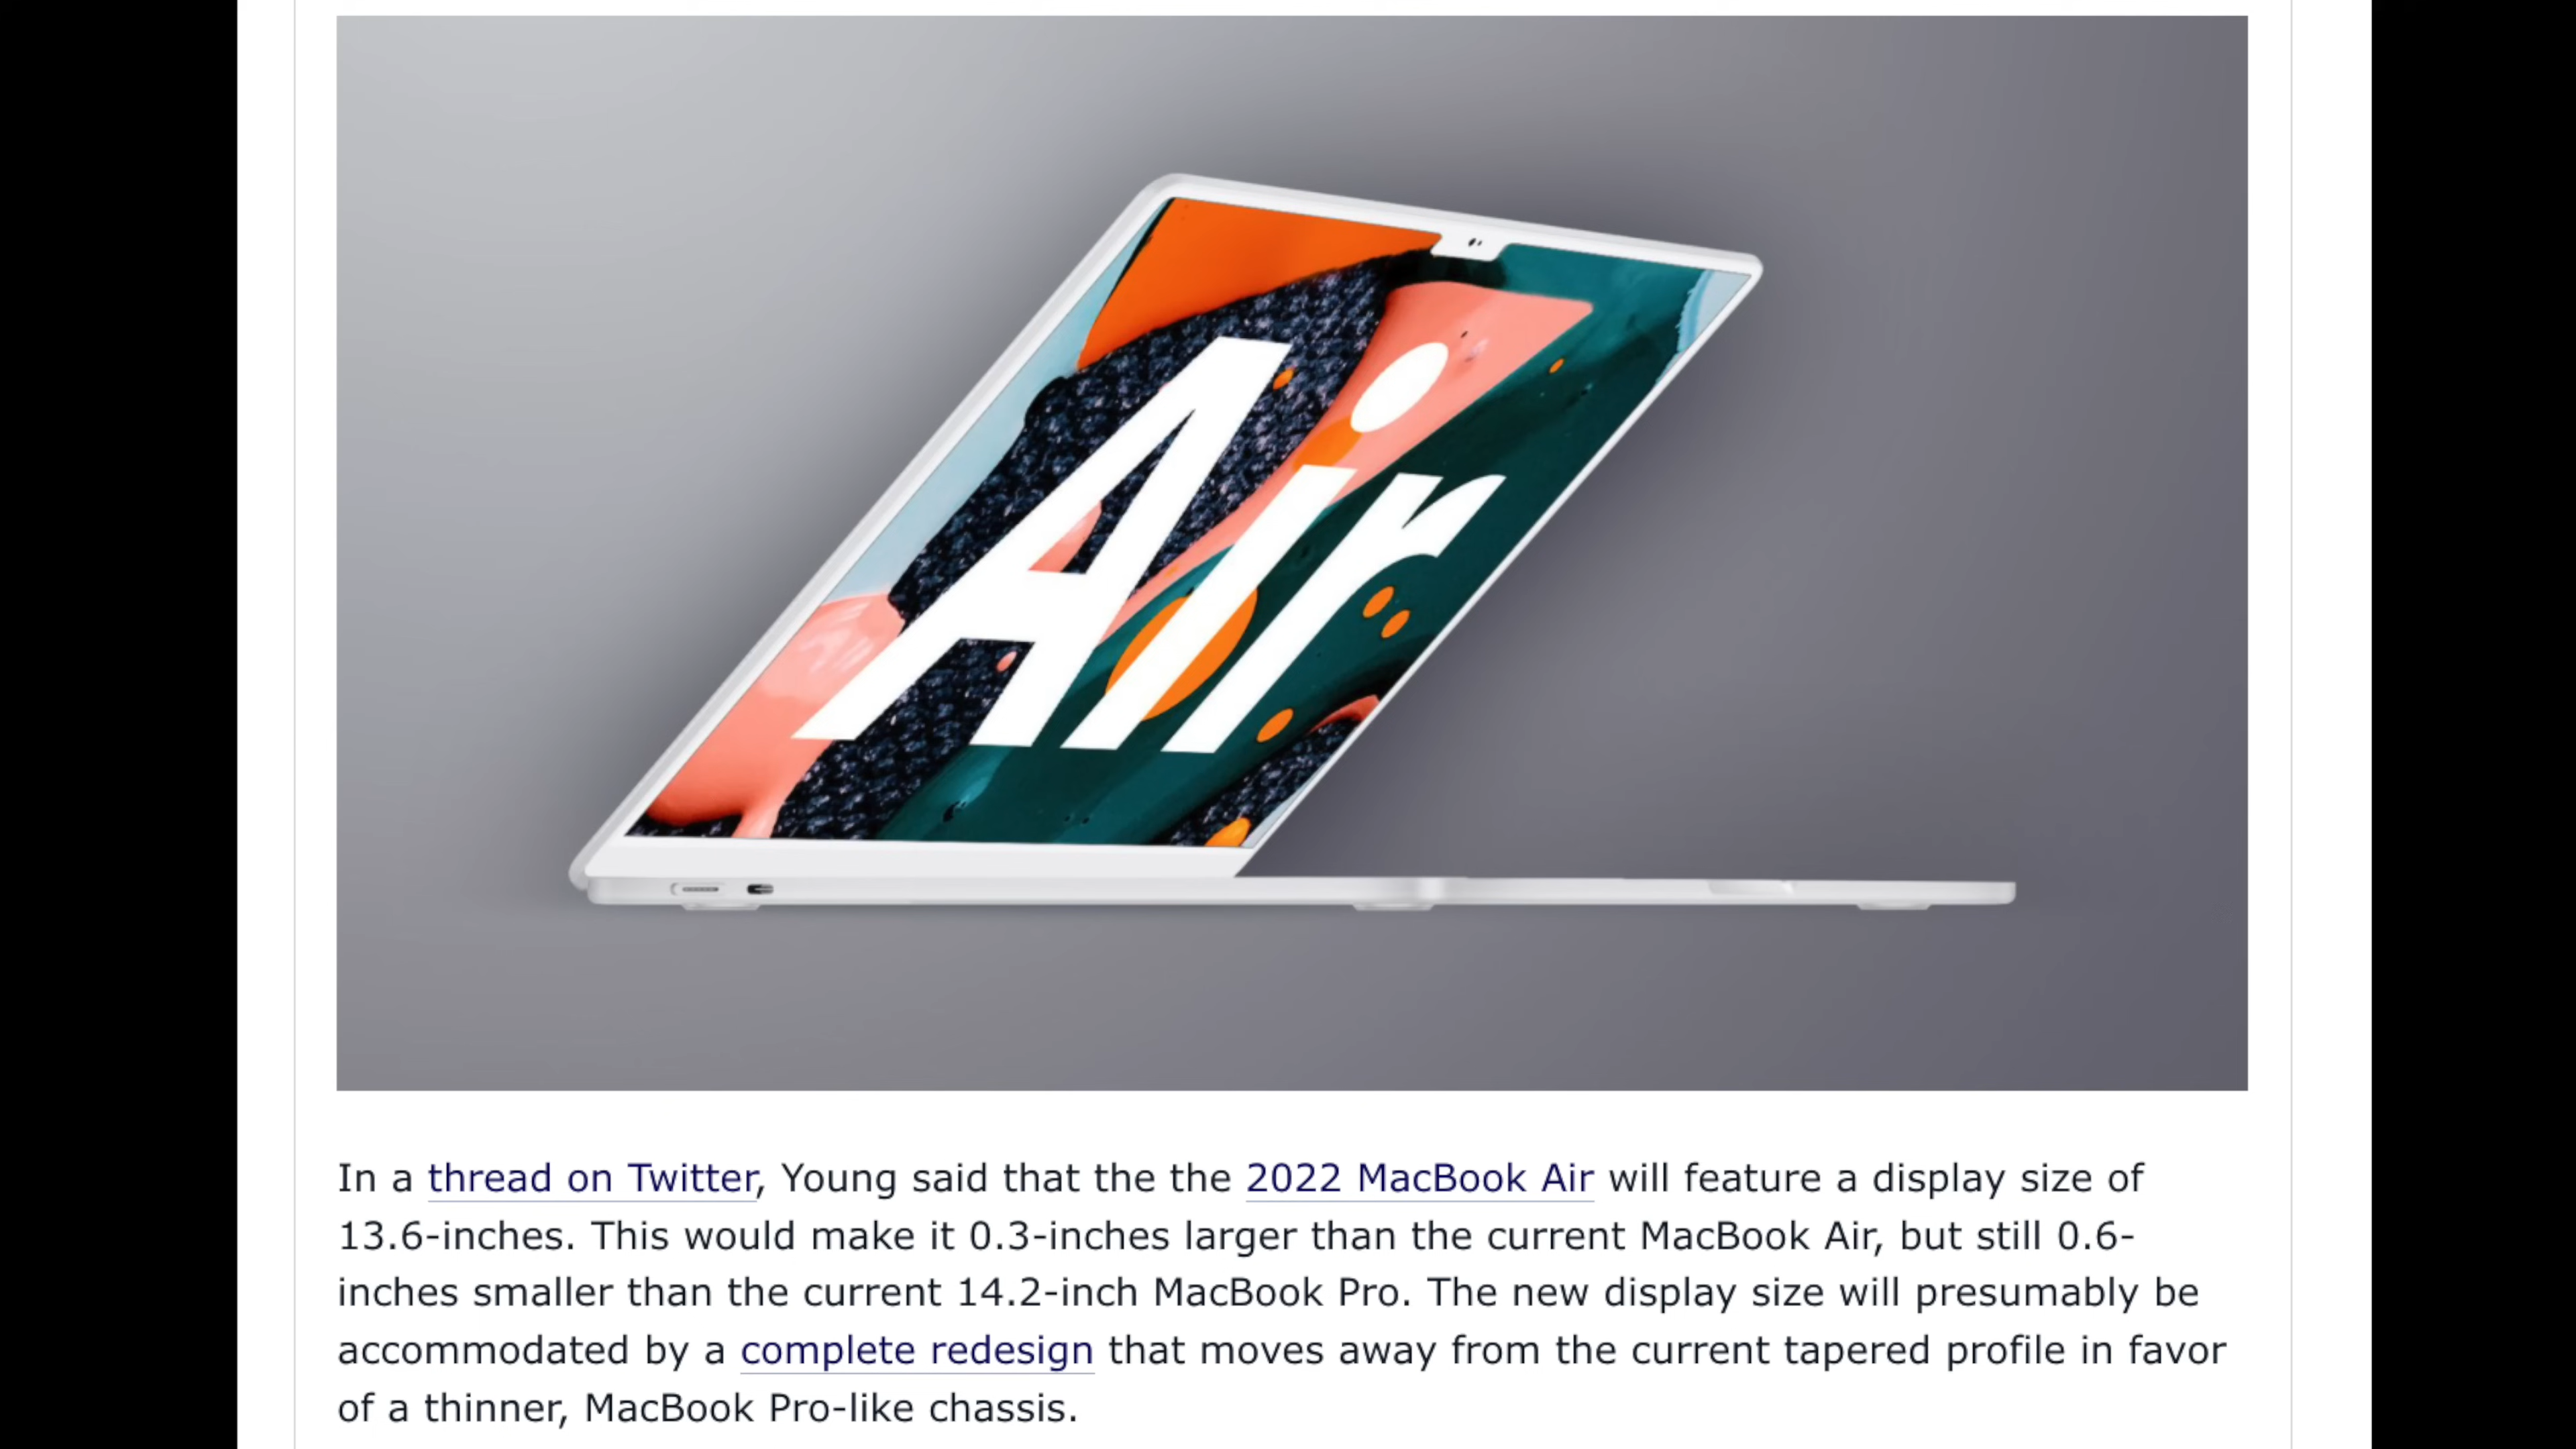 Air
In a thread on Twitter, Young said that the the 2022 MacBook Air will feature a display size of
13.6-inches. This would make it 0.3-inches larger than the current MacBook Air, but still 0.6-
inches smaller than the current 14.2-inch MacBook Pro. The new display size will presumably be
accommodated by a complete redesign that moves away from the current tapered profile in favor
of a thinner, MacBook Pro-like chassis.